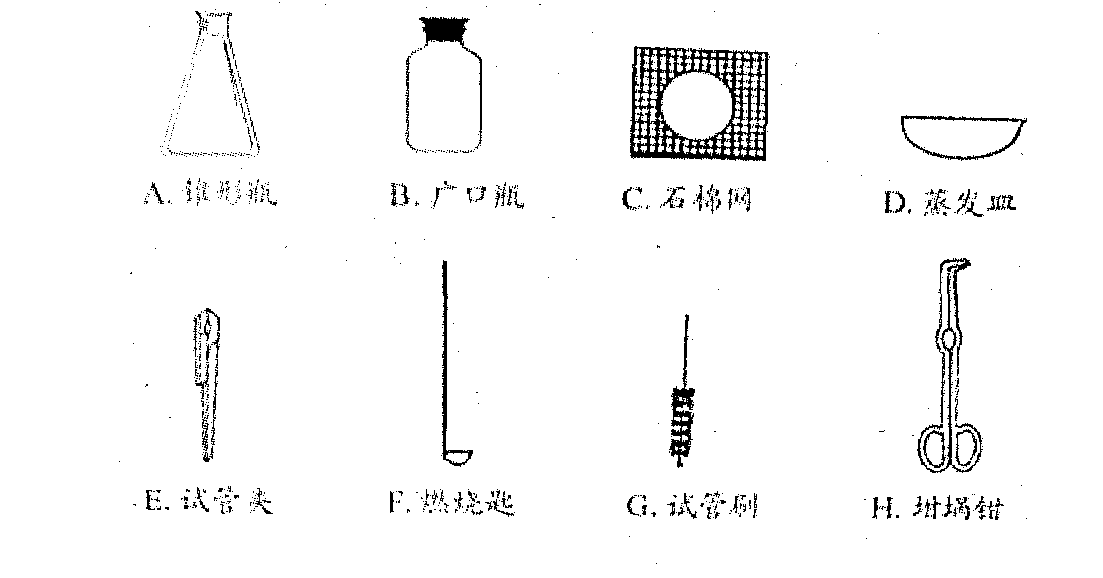 A. 锥形瓶 B. 广口瓶 C. 石棉网 D. 蒸发皿
E. 试管夹 F. 燃烧匙 G. 试管刷 H. 坩埚钳